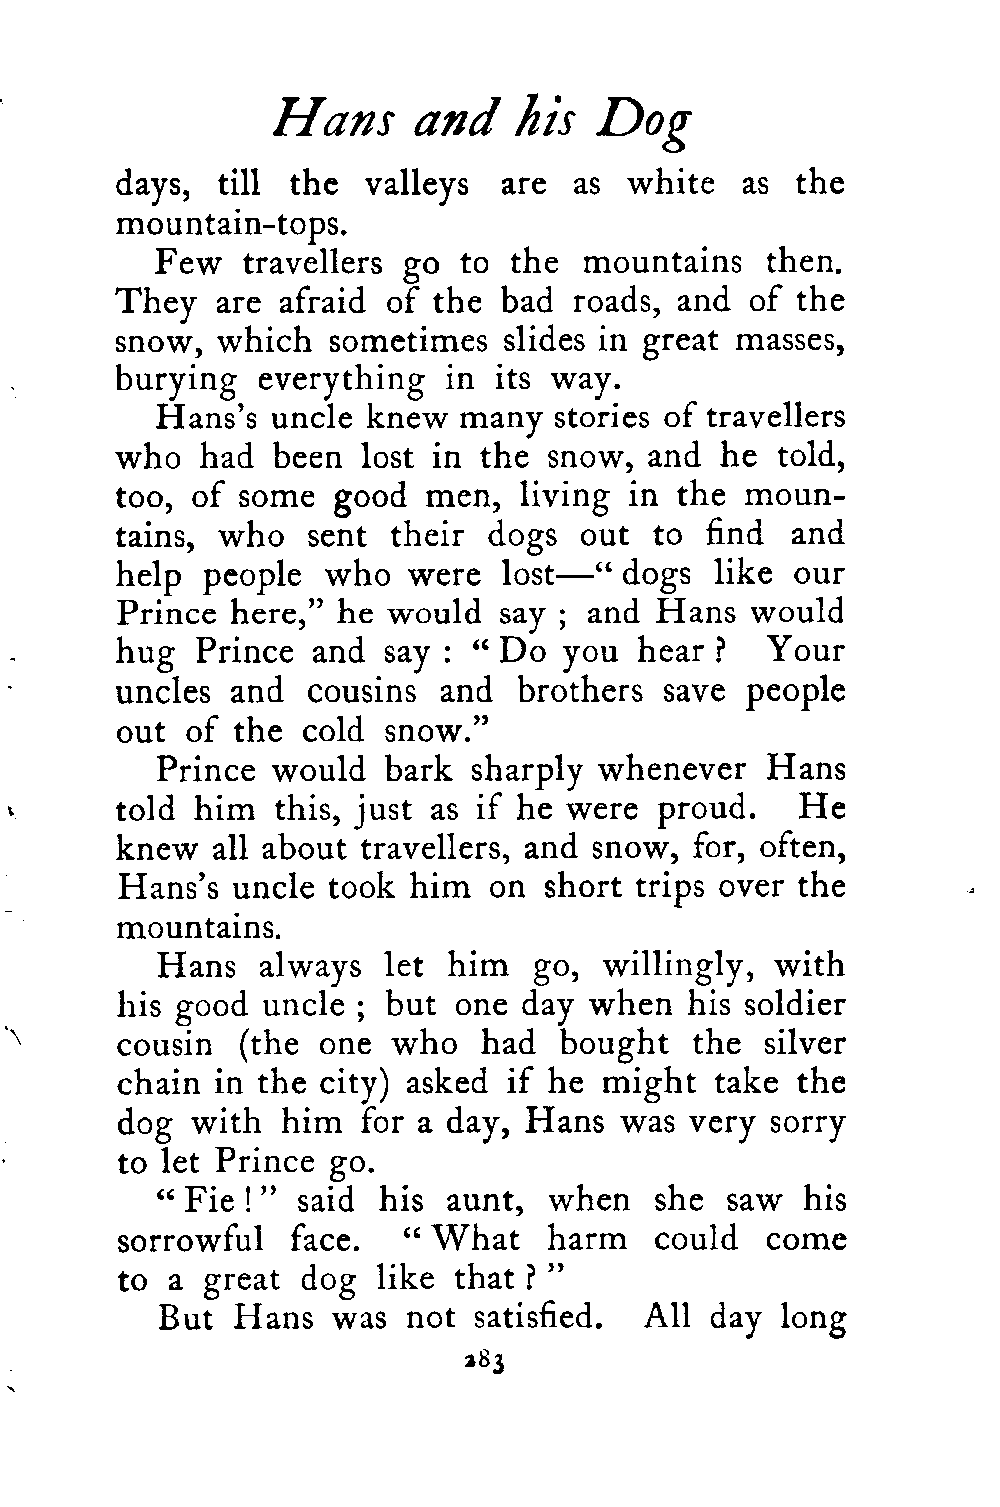 Hans and his Dog
days, till the valleys are as white as the
mountain-tops.
Few travellers go to the mountains then.
They are afraid of the bad roads, and of the
snow, which sometimes slides in great masses,
burying everything in its way.
Hans's uncle knew many stories of travellers
who had been lost in the snow, and he told,
too, of some good men, living in the moun-
tains, who sent their dogs out to find and
help people who were lost—“ dogs like our
Prince here,” he would say ; and Hans would
hug Prince and say : “ Do you hear ? Your
uncles and cousins and brothers save people
out of the cold snow.”
Prince would bark sharply whenever Hans
told him this, just as if he were proud. He
knew all about travellers, and snow, for, often,
Hans's uncle took him on short trips over the
mountains.
Hans always let him go, willingly, with
his good uncle ; but one day when his soldier
cousin (the one who had bought the silver
chain in the city) asked if he might take the
dog with him for a day, Hans was very sorry
to let Prince go.
“ Fie ! ” said his aunt, when she saw his
sorrowful face. “ What harm could come
to a great dog like that ? ”
But Hans was not satisfied. All day long
283